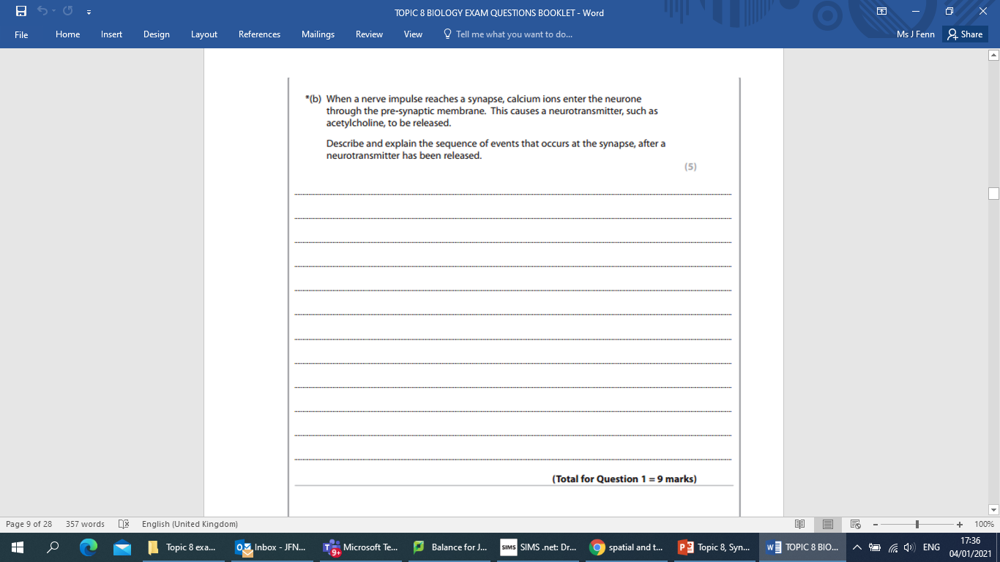 TOPIC 8 BIOLOGY EXAM QUESTIONS BOOKLET - Word
File Home Insert Design Layout References Mailings Review View Tell me what you want to do... Ms J Fenn Share
*(b) When a nerve impulse reaches a synapse, calcium ions enter the neurone
through the pre-synaptic membrane. This causes a neurotransmitter, such as
acetylcholine, to be released.
Describe and explain the sequence of events that occurs at the synapse, after a
neurotransmitter has been released.
(5)
(Total for Question 1 = 9 marks)
Page 9 of 28 357 words English (United Kingdom) 100%
Topic 8 exa... Inbox - JFN... 9+ Microsoft Te... Balance for J... SIMS SIMS .net: Dr... spatial and t... Topic 8, Syn... TOPIC 8 BIO... ENG 17:36
04/01/2021